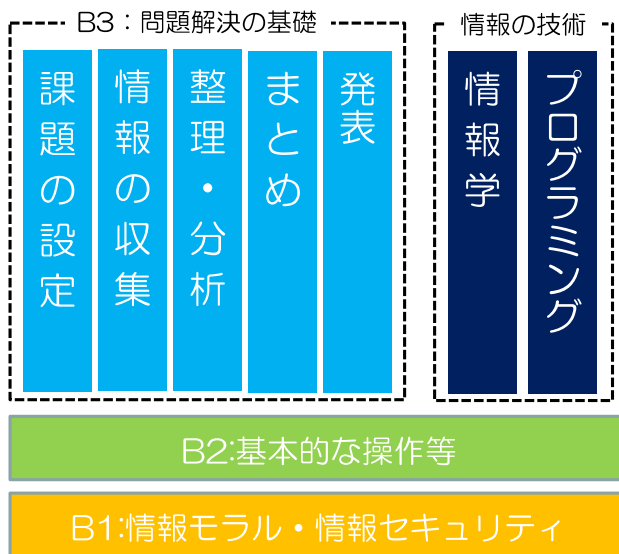 B3：問題解決の基礎
課題の設定
情報の収集
整理・分析
まとめ
発表
情報の技術
情報学
プログラミング
B2:基本的な操作等
B1:情報モラル・情報セキュリティ